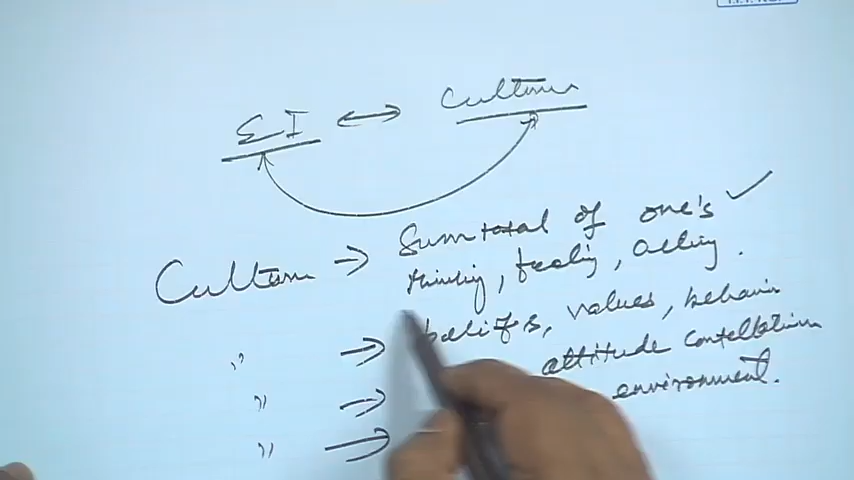 EI ↔ Culture
Culture → Sum total of one's ✓
thinking, feeling, acting.
" → beliefs, values, behavior
" → attitude constellation
" → environment.